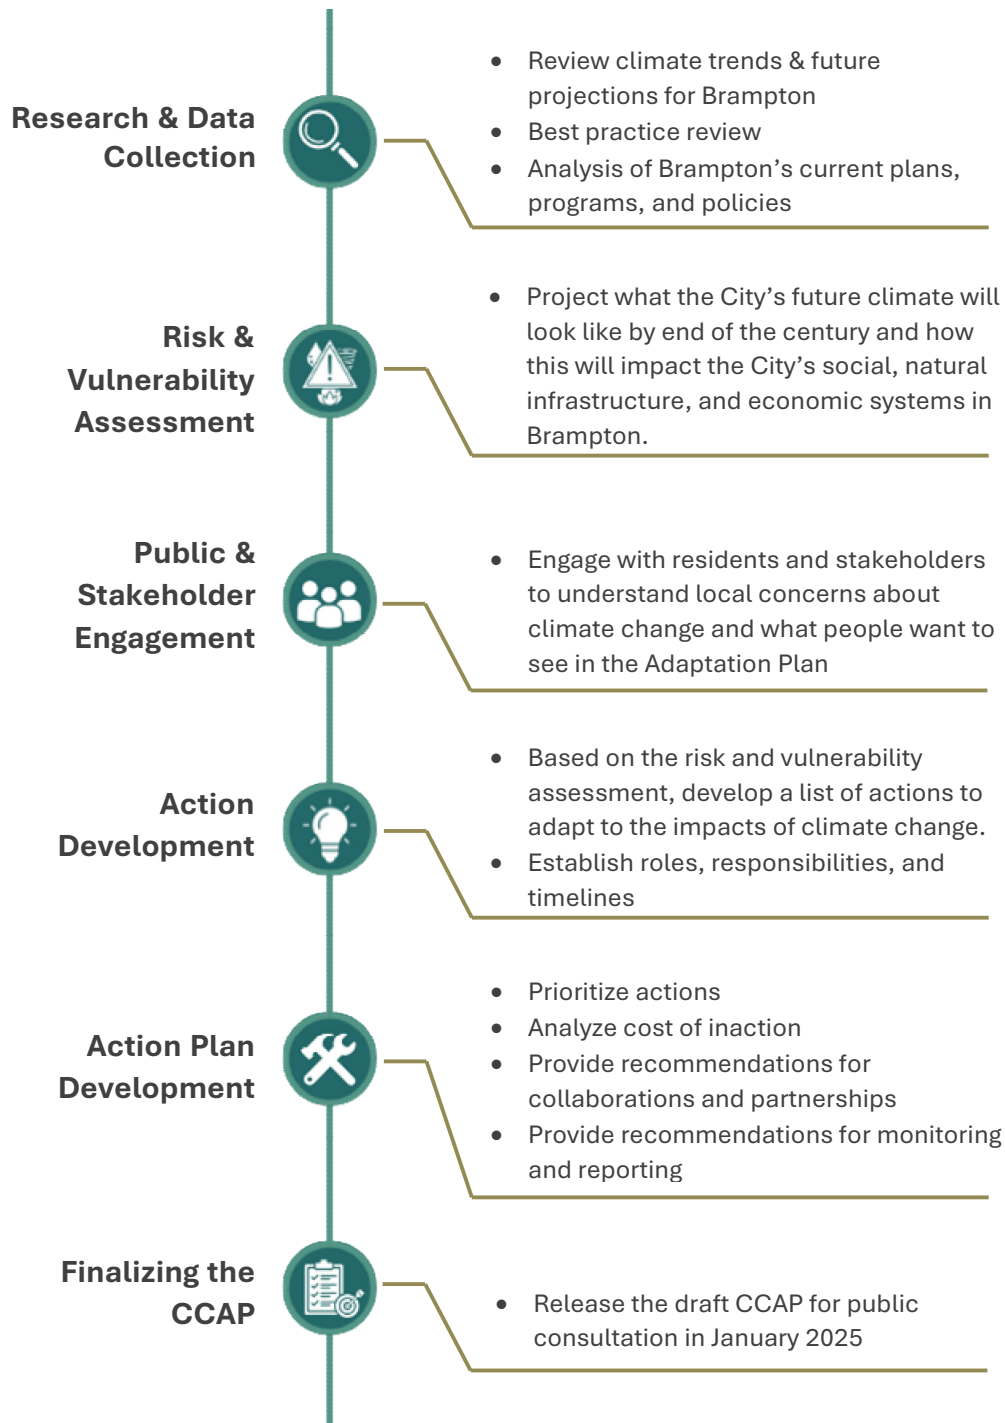 Research & Data
Collection
• Review climate trends & future
projections for Brampton
• Best practice review
• Analysis of Brampton’s current plans,
programs, and policies
Risk &
Vulnerability
Assessment
• Project what the City’s future climate will
look like by end of the century and how
this will impact the City’s social, natural
infrastructure, and economic systems in
Brampton.
Public &
Stakeholder
Engagement
• Engage with residents and stakeholders
to understand local concerns about
climate change and what people want to
see in the Adaptation Plan
Action
Development
• Based on the risk and vulnerability
assessment, develop a list of actions to
adapt to the impacts of climate change.
• Establish roles, responsibilities, and
timelines
Action Plan
Development
• Prioritize actions
• Analyze cost of inaction
• Provide recommendations for
collaborations and partnerships
• Provide recommendations for monitoring
and reporting
Finalizing the
CCAP
• Release the draft CCAP for public
consultation in January 2025